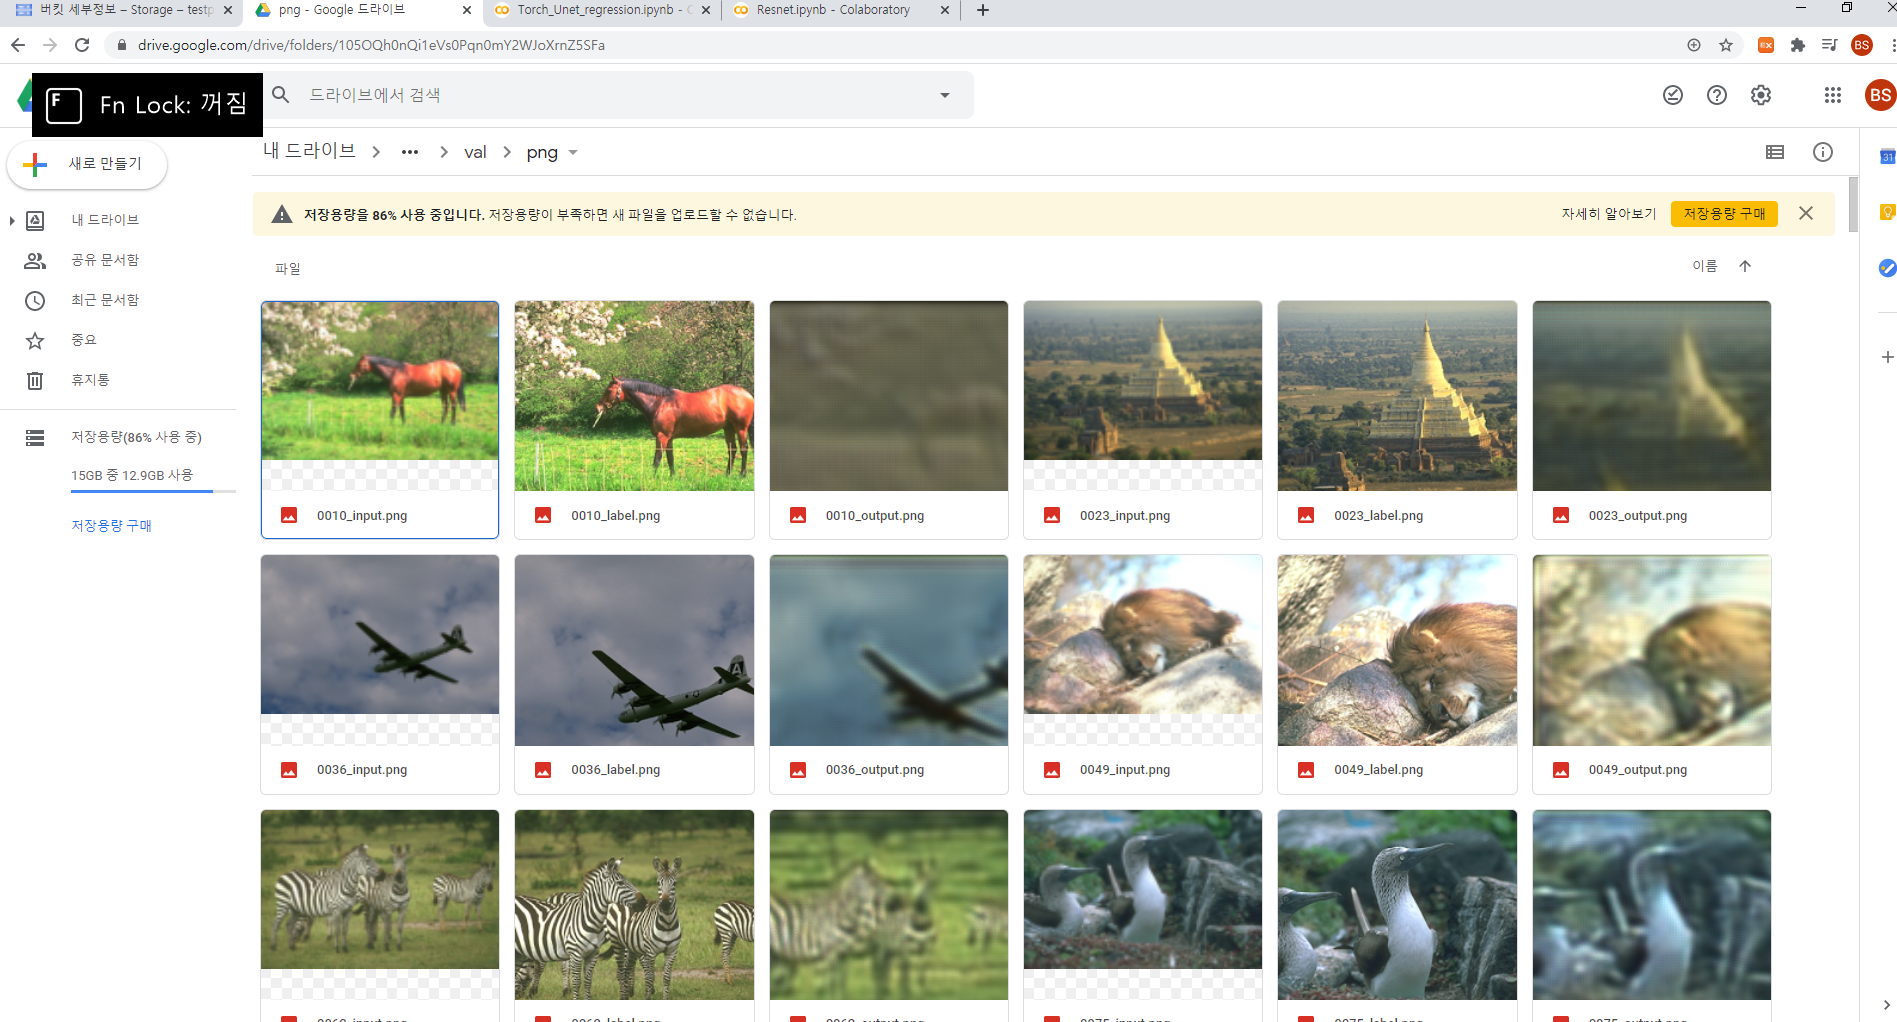 버킷 세부정보 – Storage – testp
png - Google 드라이브
Torch_Unet_regression.ipynb - C
Resnet.ipynb - Colaboratory
drive.google.com/drive/folders/105OQh0nQi1eVs0Pqn0mY2WJoXrnZ5SFa
BS
F
Fn Lock: 꺼짐
드라이브에서 검색
BS
새로 만들기
내 드라이브
공유 문서함
최근 문서함
중요
휴지통
저장용량(86% 사용 중)
15GB 중 12.9GB 사용
저장용량 구매
내 드라이브 ••• val png
저장용량을 86% 사용 중입니다. 저장용량이 부족하면 새 파일을 업로드할 수 없습니다.
자세히 알아보기
저장용량 구매
파일
이름
0010_input.png
0010_label.png
0010_output.png
0023_input.png
0023_label.png
0023_output.png
0036_input.png
0036_label.png
0036_output.png
0049_input.png
0049_label.png
0049_output.png
31